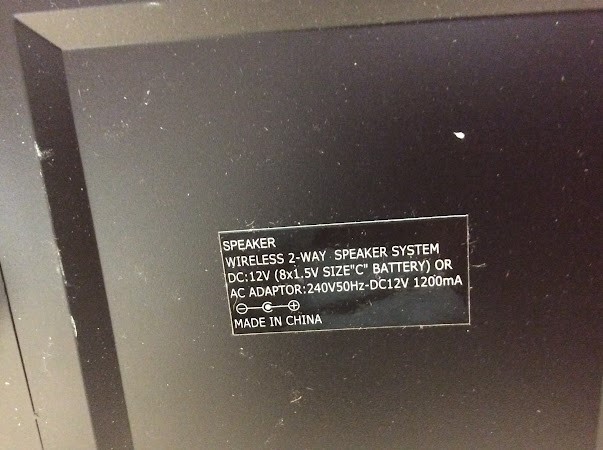 SPEAKER
WIRELESS 2-WAY SPEAKER SYSTEM
DC:12V (8x1.5V SIZE"C" BATTERY) OR
AC ADAPTOR:240V50Hz-DC12V 1200mA
MADE IN CHINA